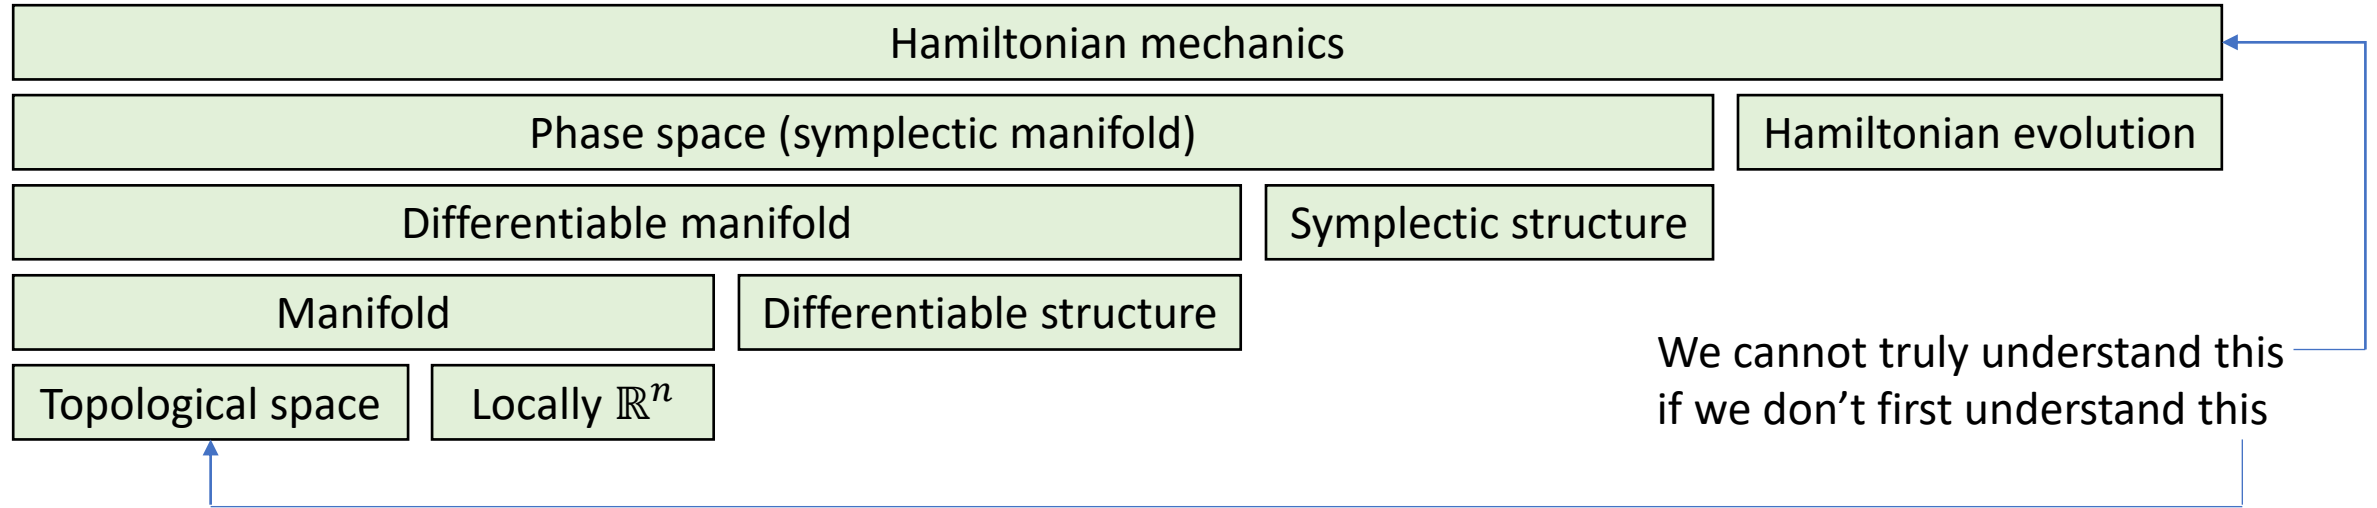 Hamiltonian mechanics
Phase space (symplectic manifold)
Hamiltonian evolution
Differentiable manifold
Symplectic structure
Manifold
Differentiable structure
Topological space
Locally ℝⁿ
We cannot truly understand this
if we don’t first understand this